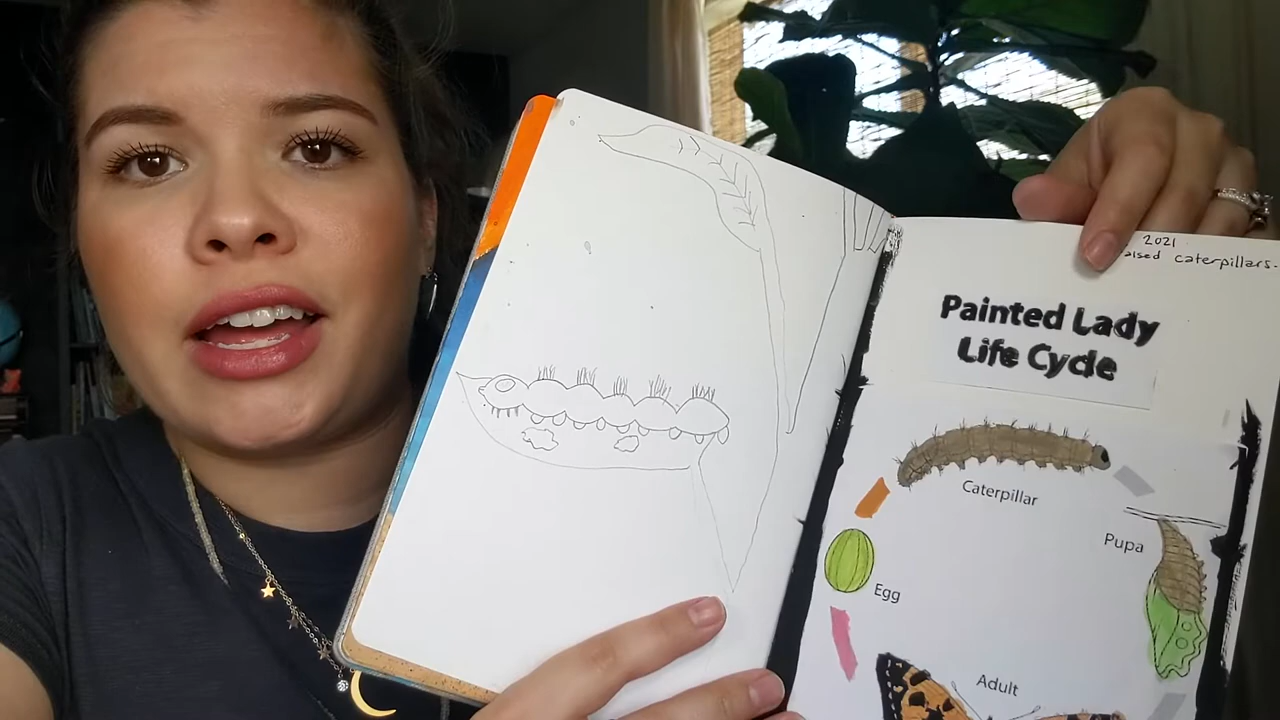 2021
caterpillars.
Painted Lady
Life Cycle
Caterpillar
Pupa
Egg
Adult